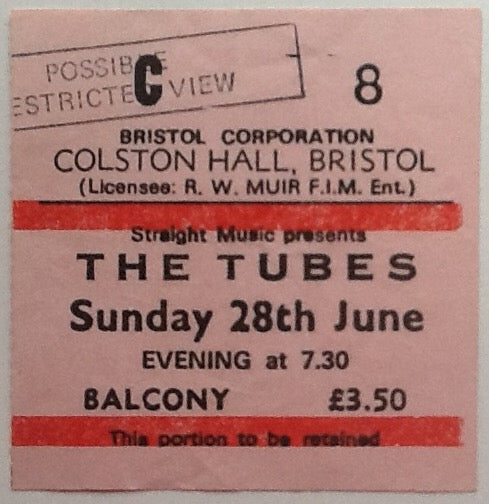 POSSIBLE
RESTRICTED VIEW
C 8
BRISTOL CORPORATION
COLSTON HALL, BRISTOL
(Licensee: R. W. MUIR F.I.M. Ent.)
Straight Music presents
THE TUBES
Sunday 28th June
EVENING at 7.30
BALCONY £3.50
This portion to be retained